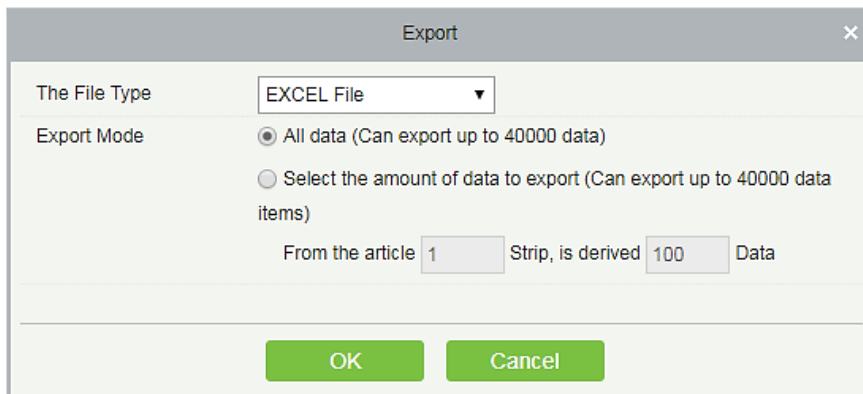 Export ×
The File Type EXCEL File ▼
Export Mode All data (Can export up to 40000 data)
Select the amount of data to export (Can export up to 40000 data
items)
From the article 1 Strip, is derived 100 Data
OK Cancel